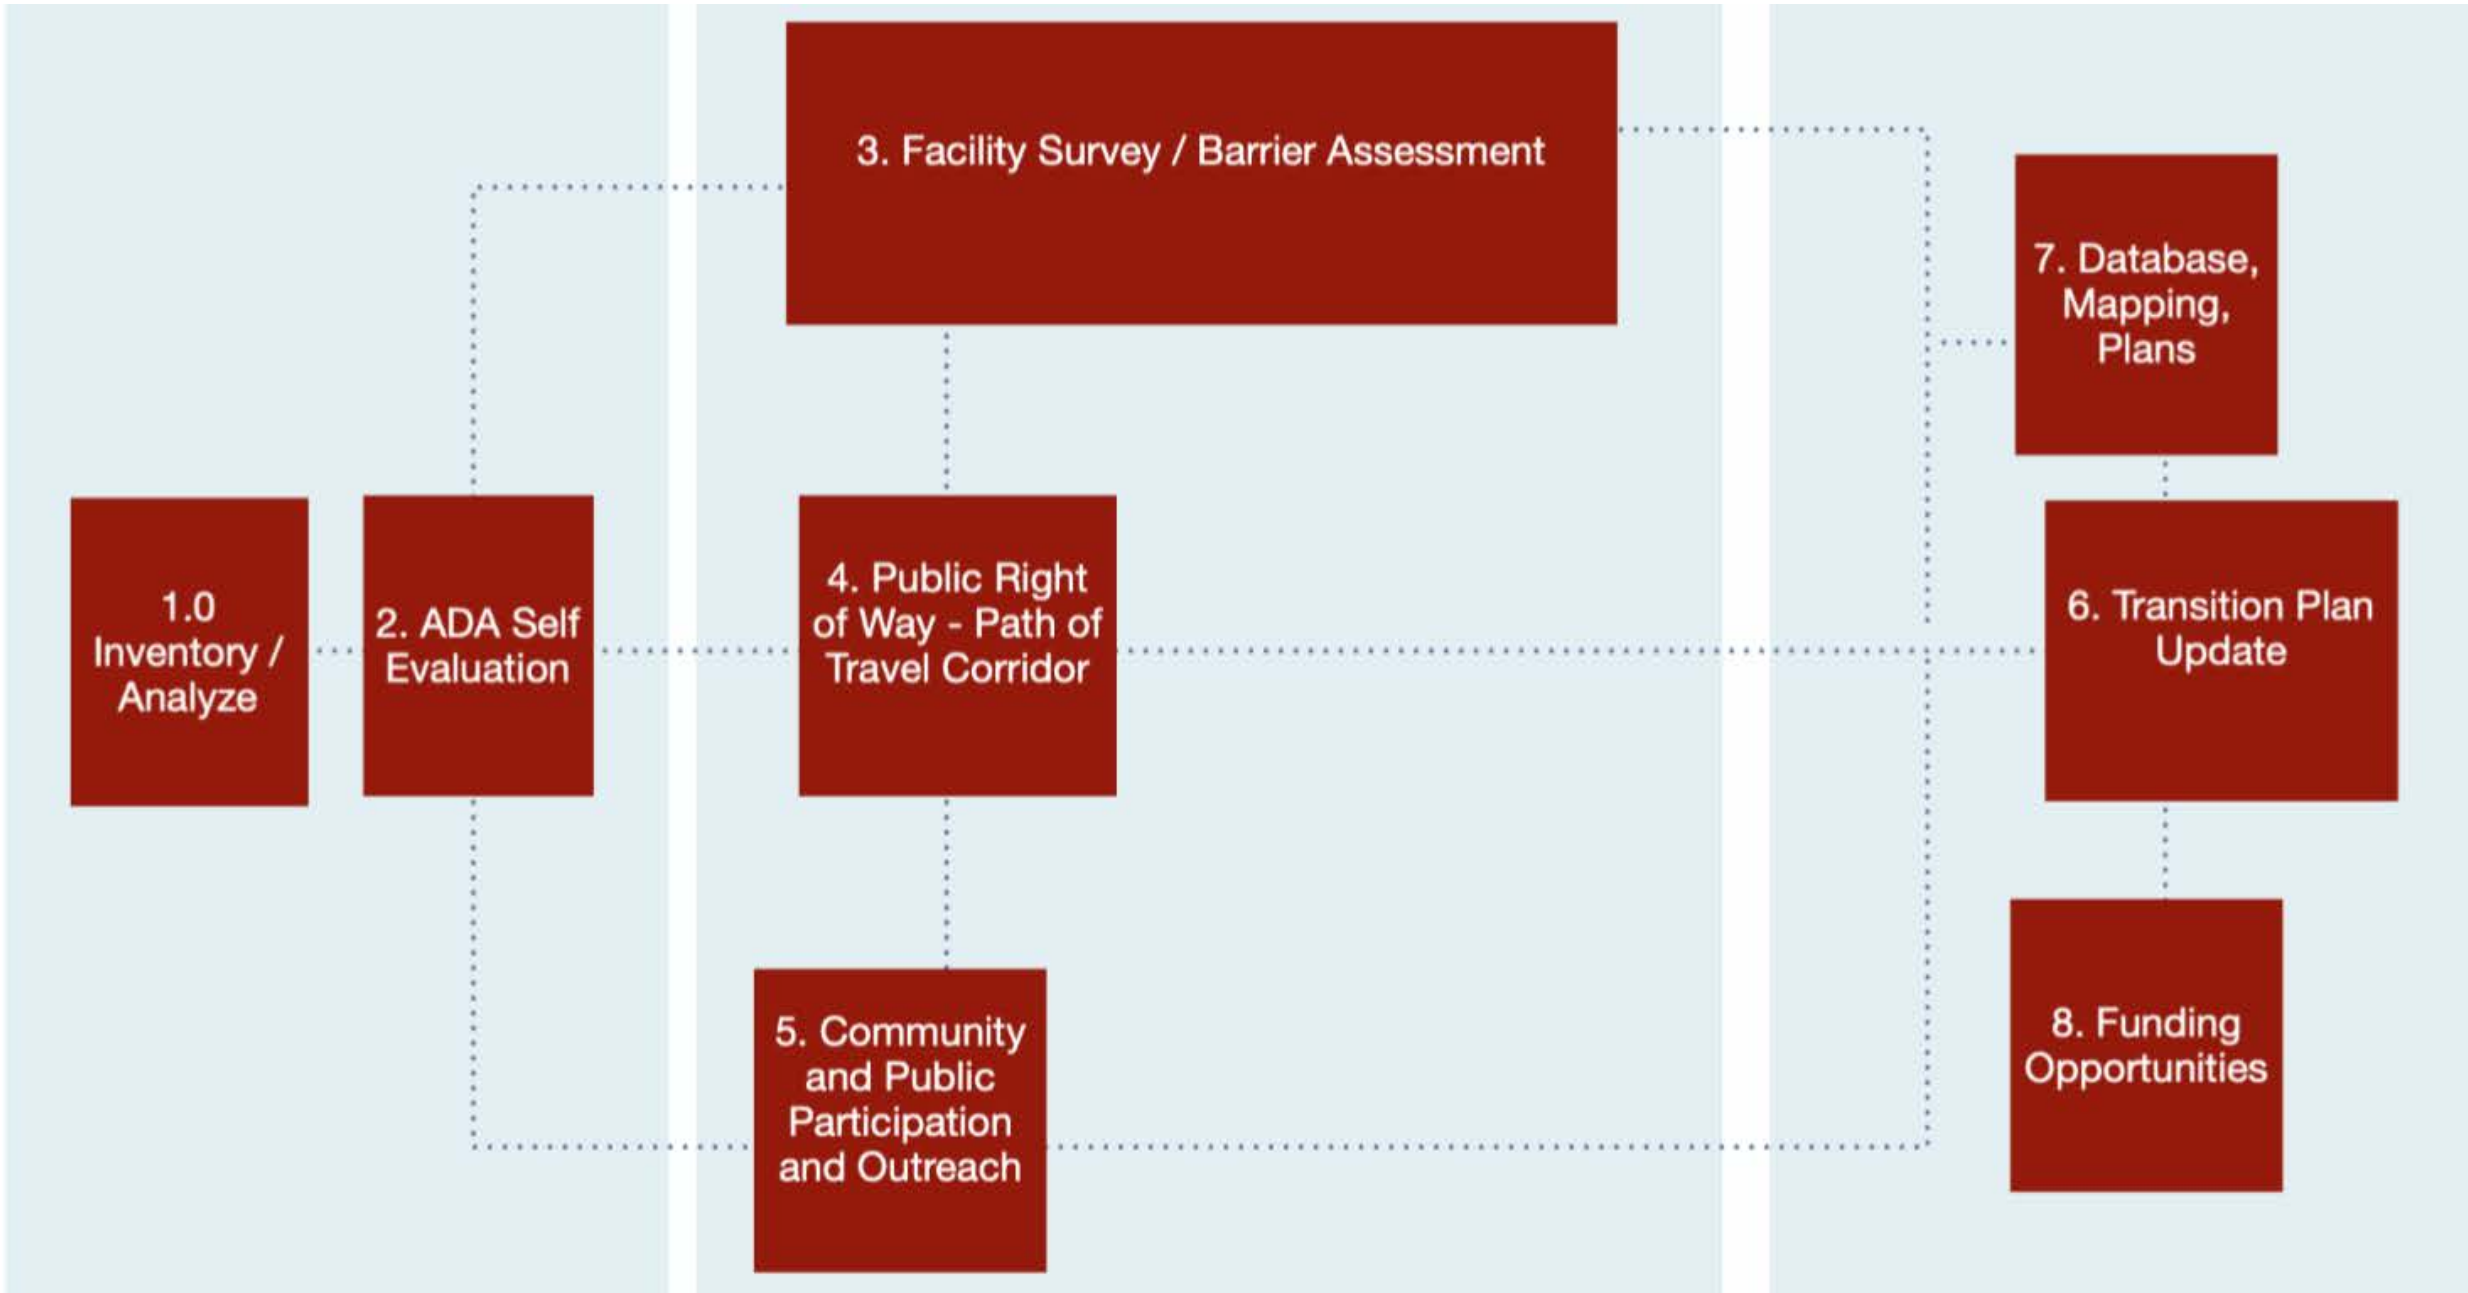 1.0
Inventory /
Analyze
2. ADA Self
Evaluation
3. Facility Survey / Barrier Assessment
4. Public Right
of Way - Path of
Travel Corridor
5. Community
and Public
Participation
and Outreach
7. Database,
Mapping,
Plans
6. Transition Plan
Update
8. Funding
Opportunities